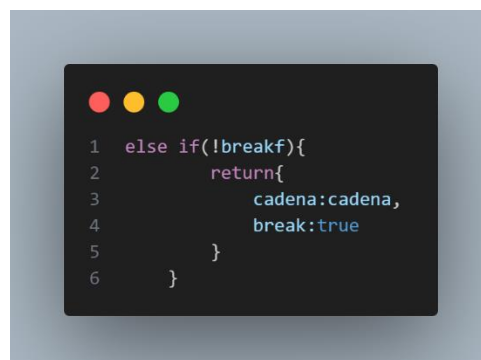 1 else if(!breakf){
2         return{
3             cadena:cadena,
4             break:true
5         }
6     }